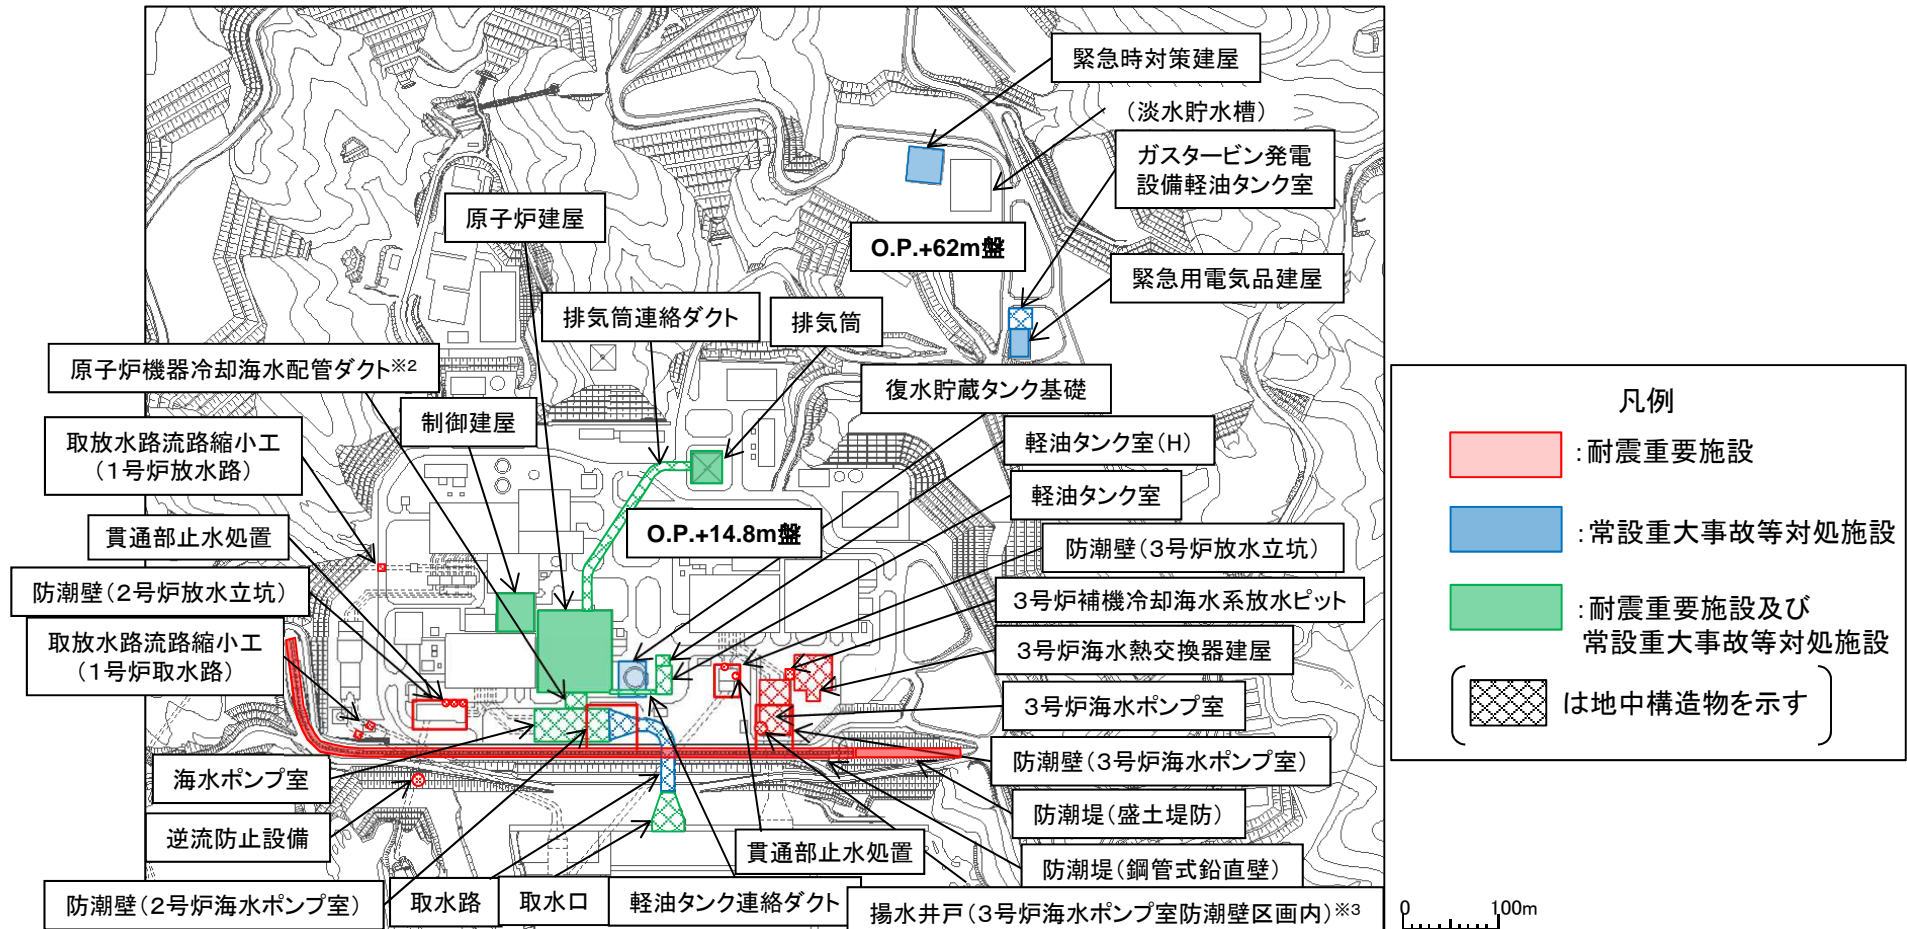 緊急時対策建屋
（淡水貯水槽）
ガスタービン発電
設備軽油タンク室
原子炉建屋
O.P.+62m盤
緊急用電気品建屋
排気筒連絡ダクト
排気筒
原子炉機器冷却海水配管ダクト※2
復水貯蔵タンク基礎
制御建屋
取放水路流路縮小工
（1号炉放水路）
軽油タンク室（H）
軽油タンク室
O.P.+14.8m盤
貫通部止水処置
防潮壁（3号炉放水立坑）
防潮壁（2号炉放水立坑）
3号炉補機冷却海水系放水ピット
取放水路流路縮小工
（1号炉取水路）
3号炉海水熱交換器建屋
3号炉海水ポンプ室
海水ポンプ室
防潮壁（3号炉海水ポンプ室）
防潮堤（盛土堤防）
逆流防止設備
貫通部止水処置
防潮堤（鋼管式鉛直壁）
防潮壁（2号炉海水ポンプ室）
取水路
取水口
軽油タンク連絡ダクト
揚水井戸（3号炉海水ポンプ室防潮壁区画内）※3
凡例
：耐震重要施設
：常設重大事故等対処施設
：耐震重要施設及び
常設重大事故等対処施設
は地中構造物を示す
0 100m